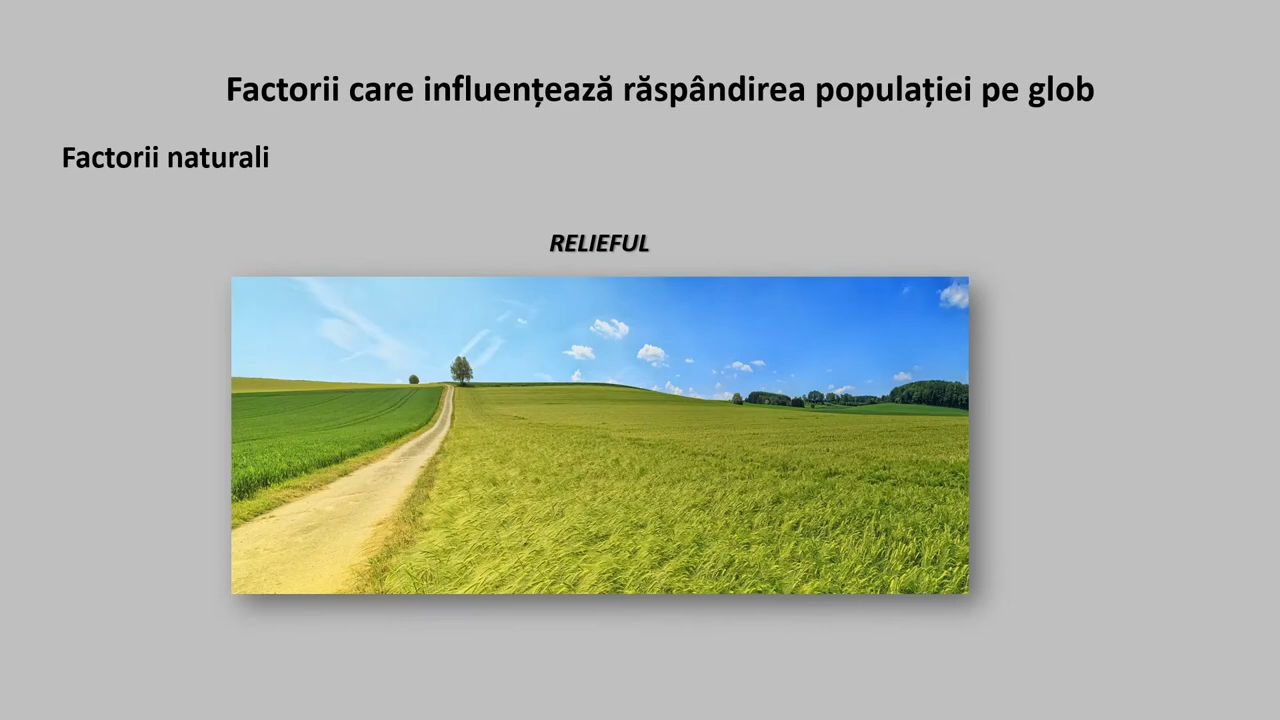 Factorii care influențează răspândirea populației pe glob
Factorii naturali
RELIEFUL